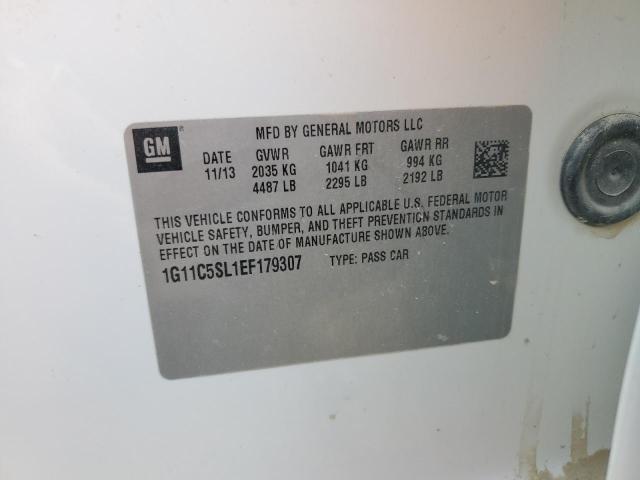 MFD BY GENERAL MOTORS LLC
GM®
DATE GVWR GAWR FRT GAWR RR
11/13 2035 KG 1041 KG 994 KG
4487 LB 2295 LB 2192 LB
THIS VEHICLE CONFORMS TO ALL APPLICABLE U.S. FEDERAL MOTOR
VEHICLE SAFETY, BUMPER, AND THEFT PREVENTION STANDARDS IN
EFFECT ON THE DATE OF MANUFACTURE SHOWN ABOVE.
1G11C5SL1EF179307 TYPE: PASS CAR